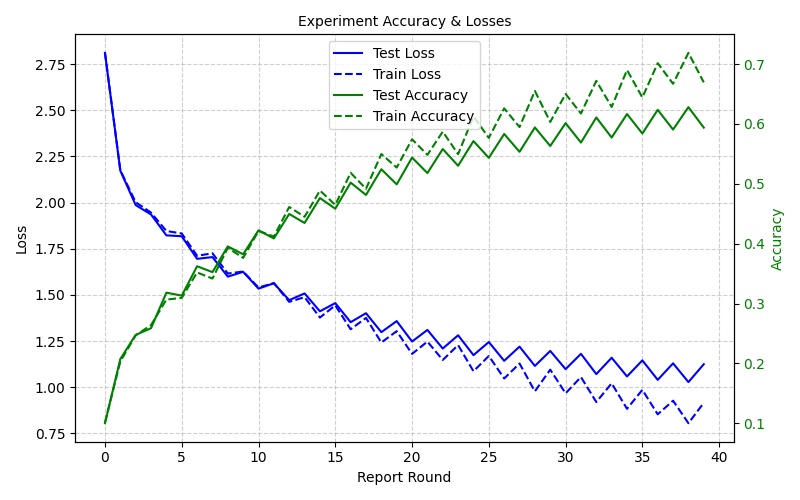 Experiment Accuracy & Losses
Test Loss
Train Loss
Test Accuracy
Train Accuracy
Loss
2.75
2.50
2.25
2.00
1.75
1.50
1.25
1.00
0.75
Accuracy
0.7
0.6
0.5
0.4
0.3
0.2
0.1
0 5 10 15 20 25 30 35 40
Report Round